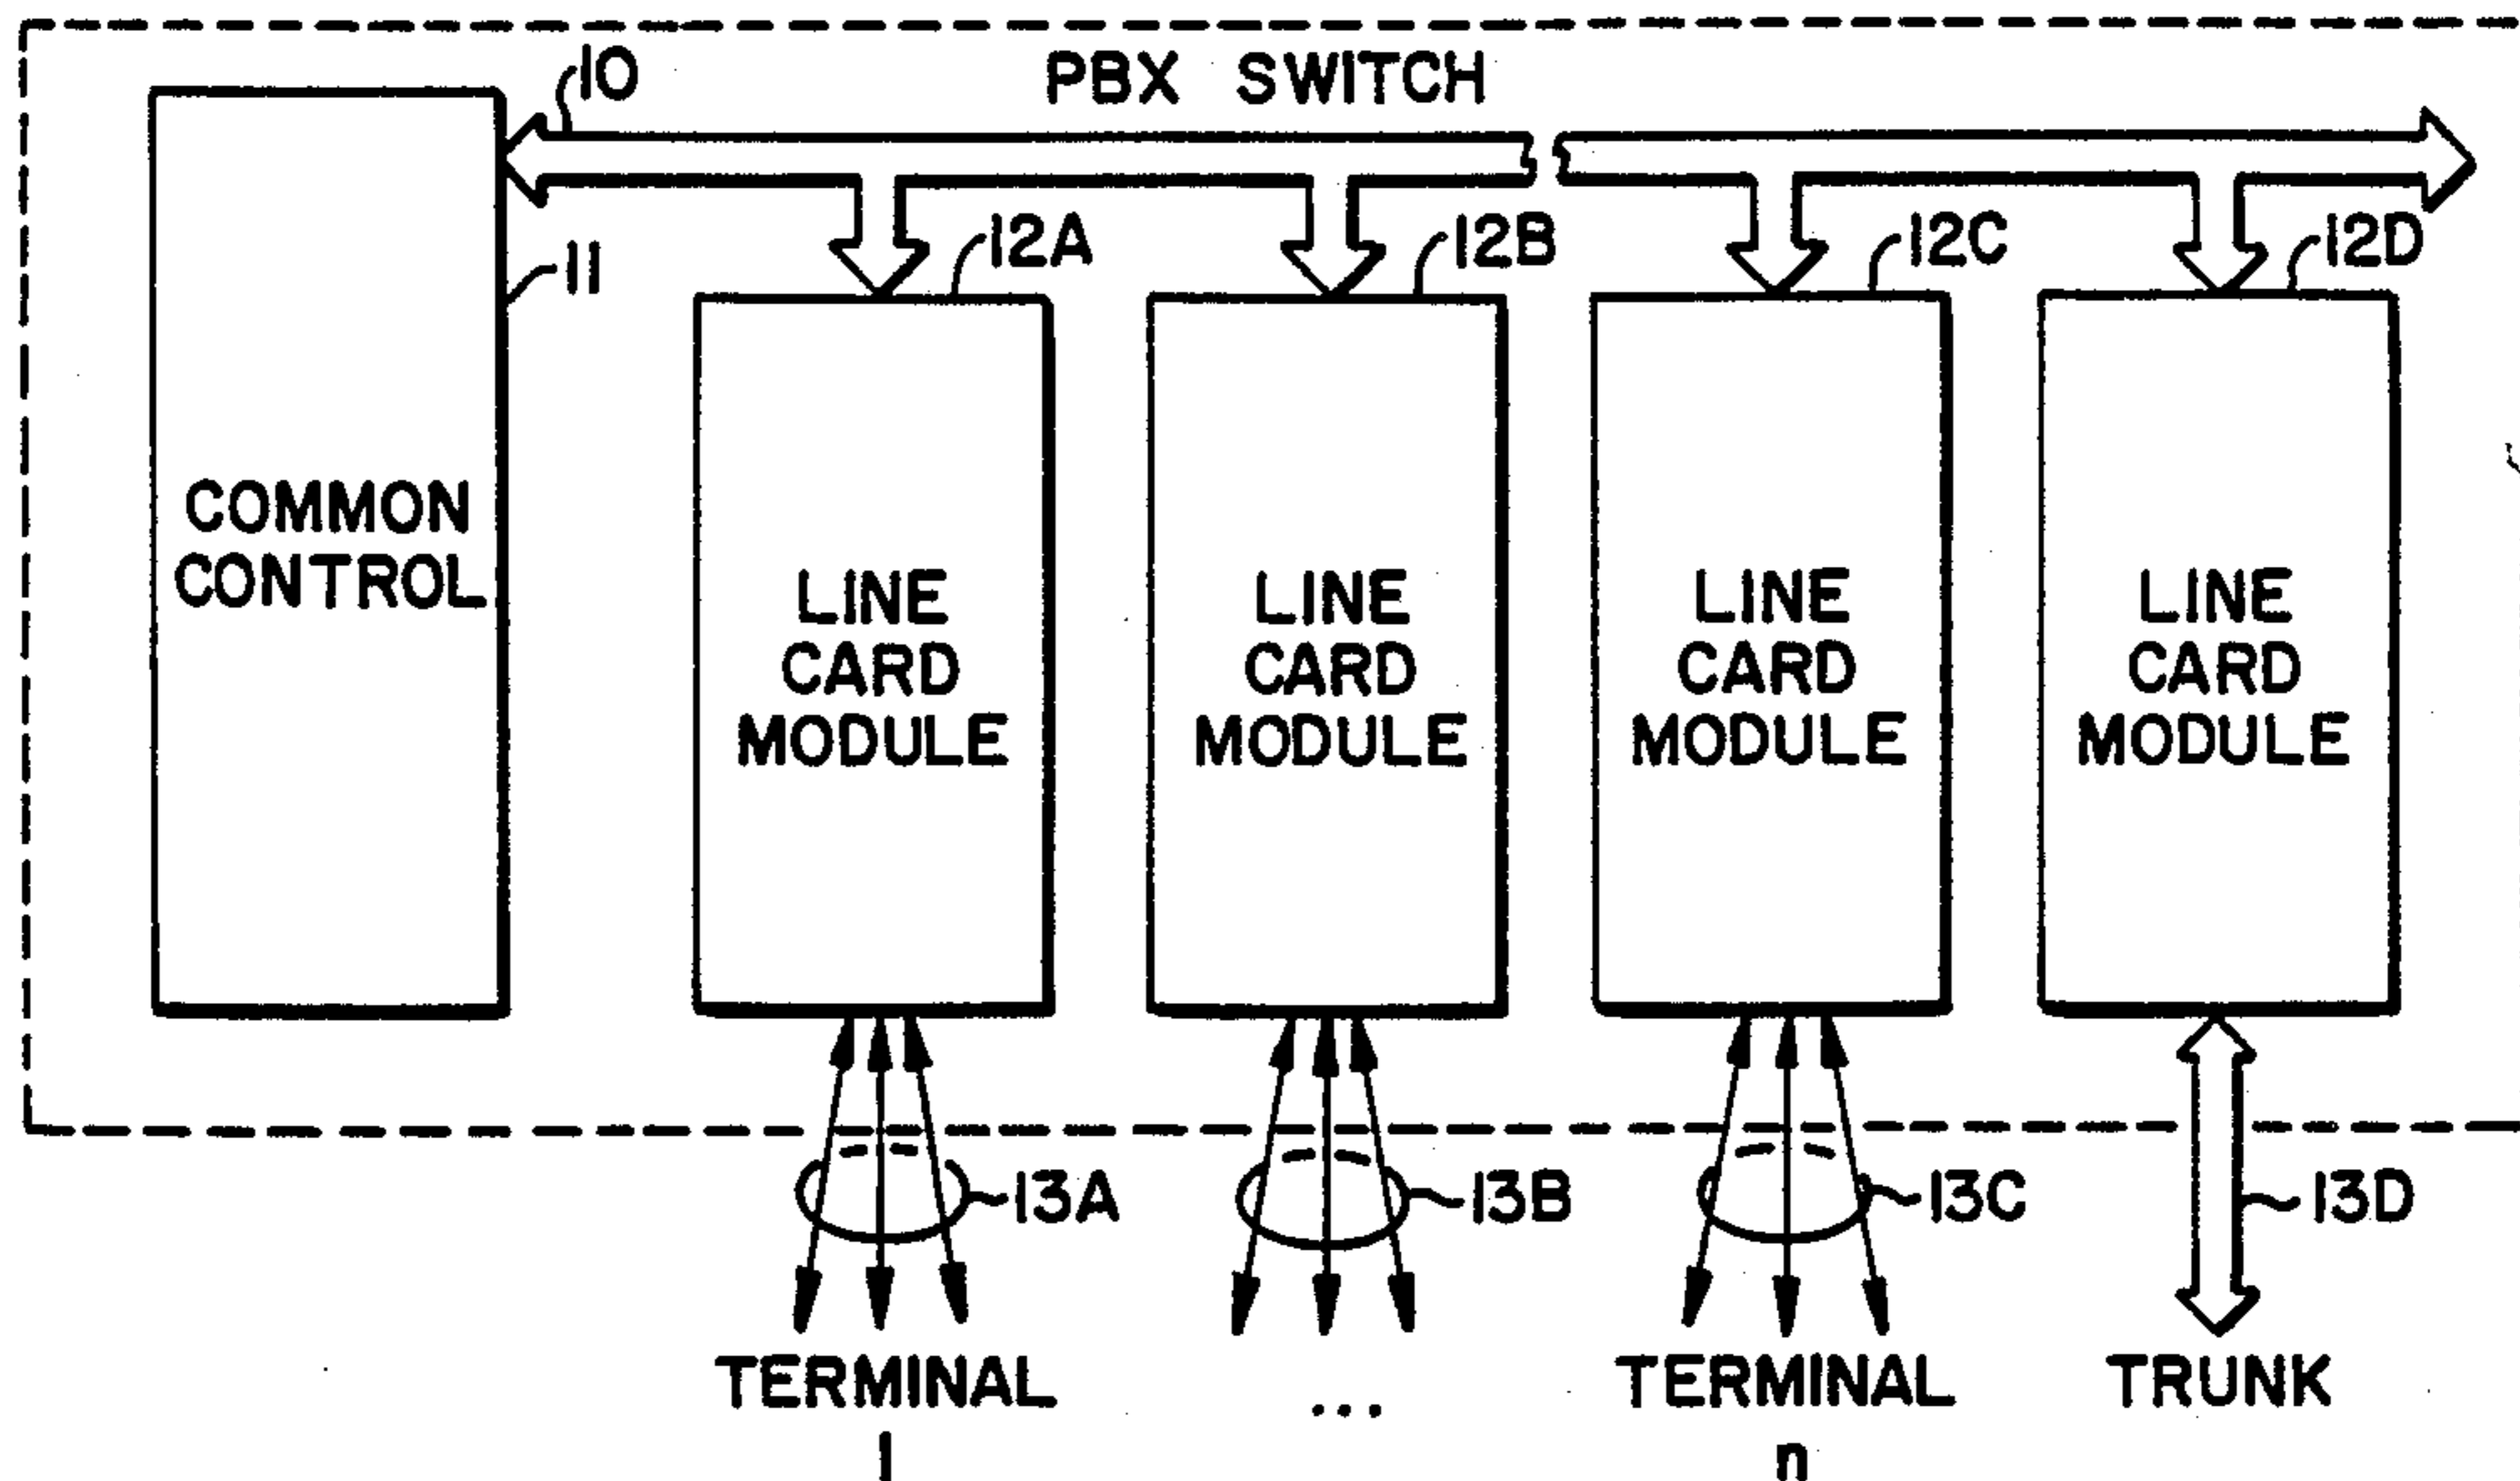 PBX SWITCH
10
11
12A
12B
12C
12D
COMMON
CONTROL
LINE
CARD
MODULE
LINE
CARD
MODULE
LINE
CARD
MODULE
LINE
CARD
MODULE
13A
13B
13C
13D
TERMINAL
1
...
TERMINAL
n
TRUNK